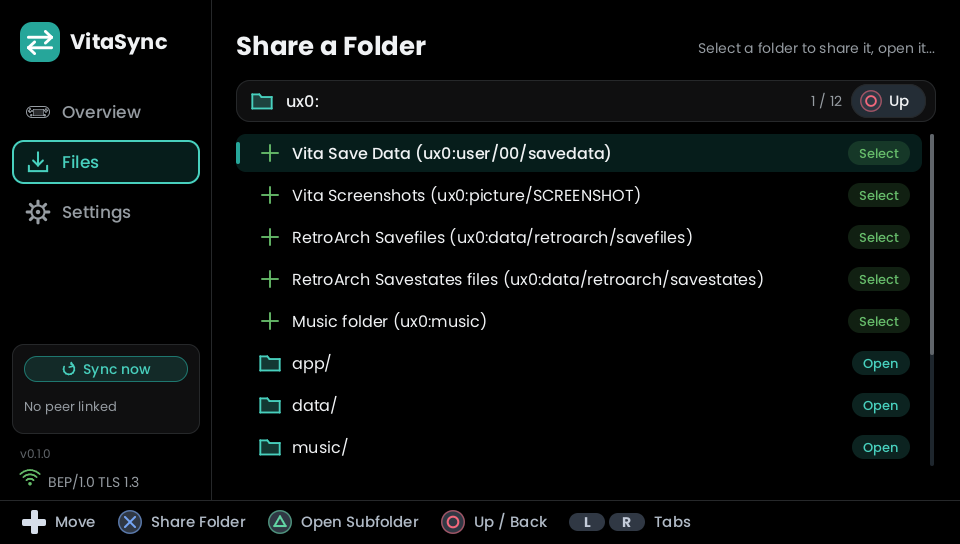 VitaSync
Overview
Files
Settings
Sync now
No peer linked
v0.1.0
BEP/1.0 TLS 1.3
Share a Folder
Select a folder to share it, open it...
ux0:
1 / 12
Up
Vita Save Data (ux0:user/00/savedata)
Select
Vita Screenshots (ux0:picture/SCREENSHOT)
Select
RetroArch Savefiles (ux0:data/retroarch/savefiles)
Select
RetroArch Savestates files (ux0:data/retroarch/savestates)
Select
Music folder (ux0:music)
Select
app/
Open
data/
Open
music/
Open
Move
Share Folder
Open Subfolder
Up / Back
L
R
Tabs